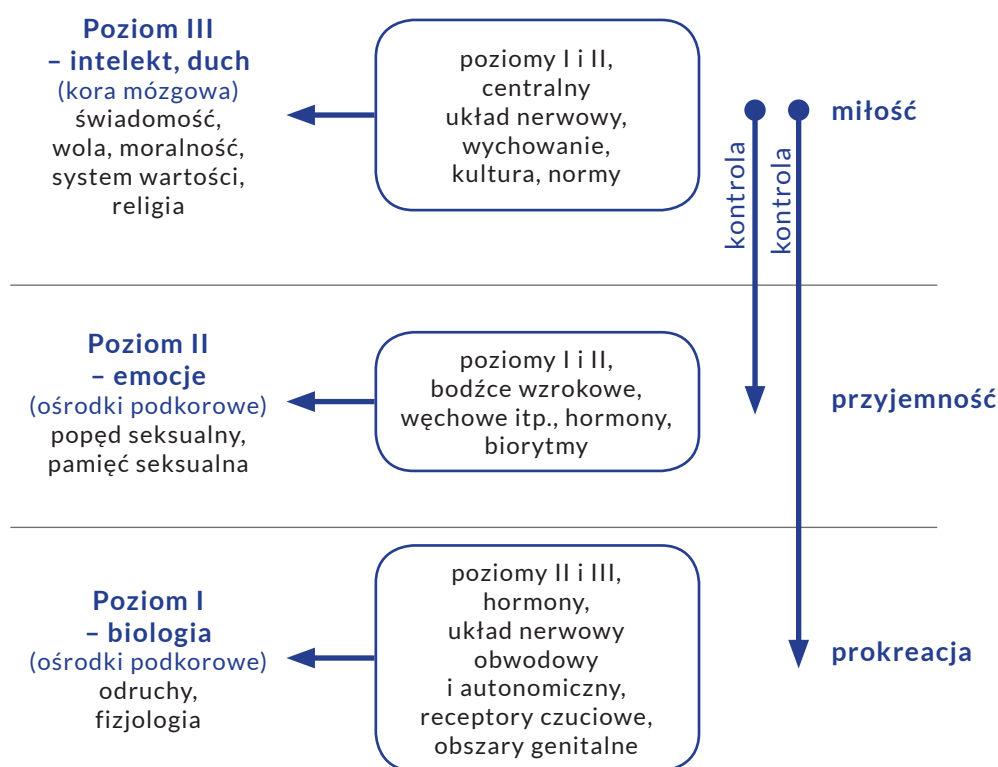 Poziom III
– intelekt, duch
(kora mózgowa)
świadomość,
wola, moralność,
system wartości,
religia
poziomy I i II,
centralny
układ nerwowy,
wychowanie,
kultura, normy
kontrola
kontrola
miłość
Poziom II
– emocje
(ośrodki podkorowe)
popęd seksualny,
pamięć seksualna
poziomy I i II,
bodźce wzrokowe,
węchowe itp., hormony,
biorytmy
przyjemność
Poziom I
– biologia
(ośrodki podkorowe)
odruchy,
fizjologia
poziomy II i III,
hormony,
układ nerwowy
obwodowy
i autonomiczny,
receptory czuciowe,
obszary genitalne
prokreacja